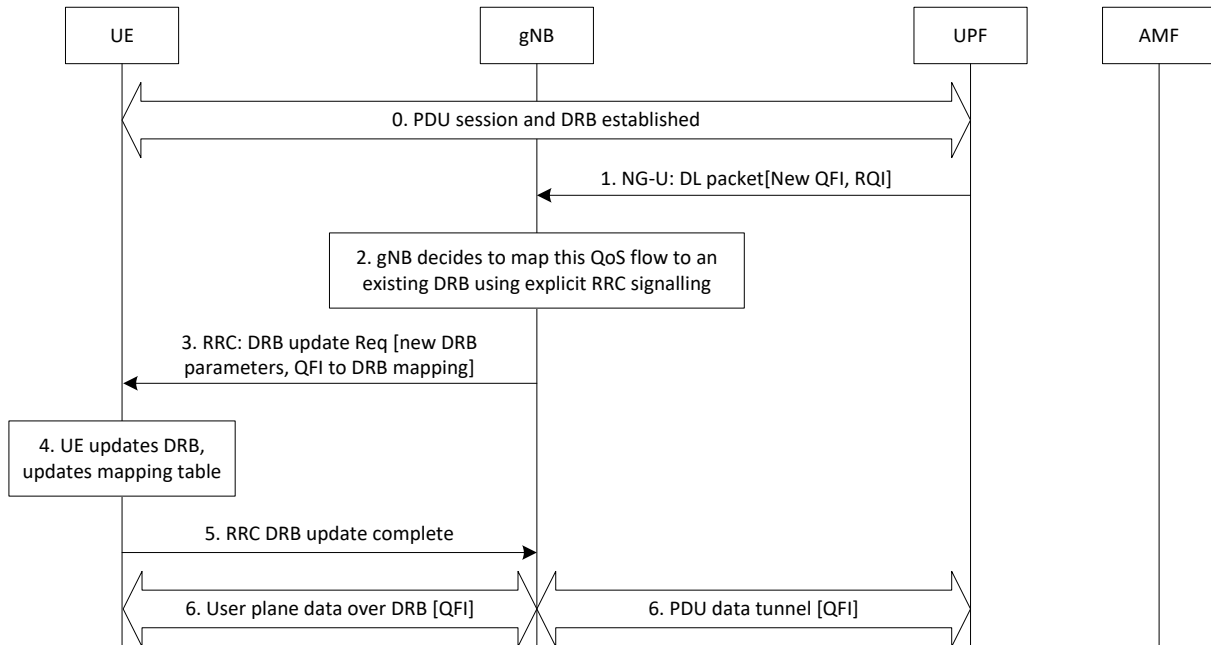 UE
gNB
UPF
AMF
0. PDU session and DRB established
1. NG-U: DL packet[New QFI, RQI]
2. gNB decides to map this QoS flow to an
existing DRB using explicit RRC signalling
3. RRC: DRB update Req [new DRB
parameters, QFI to DRB mapping]
4. UE updates DRB,
updates mapping table
5. RRC DRB update complete
6. User plane data over DRB [QFI]
6. PDU data tunnel [QFI]